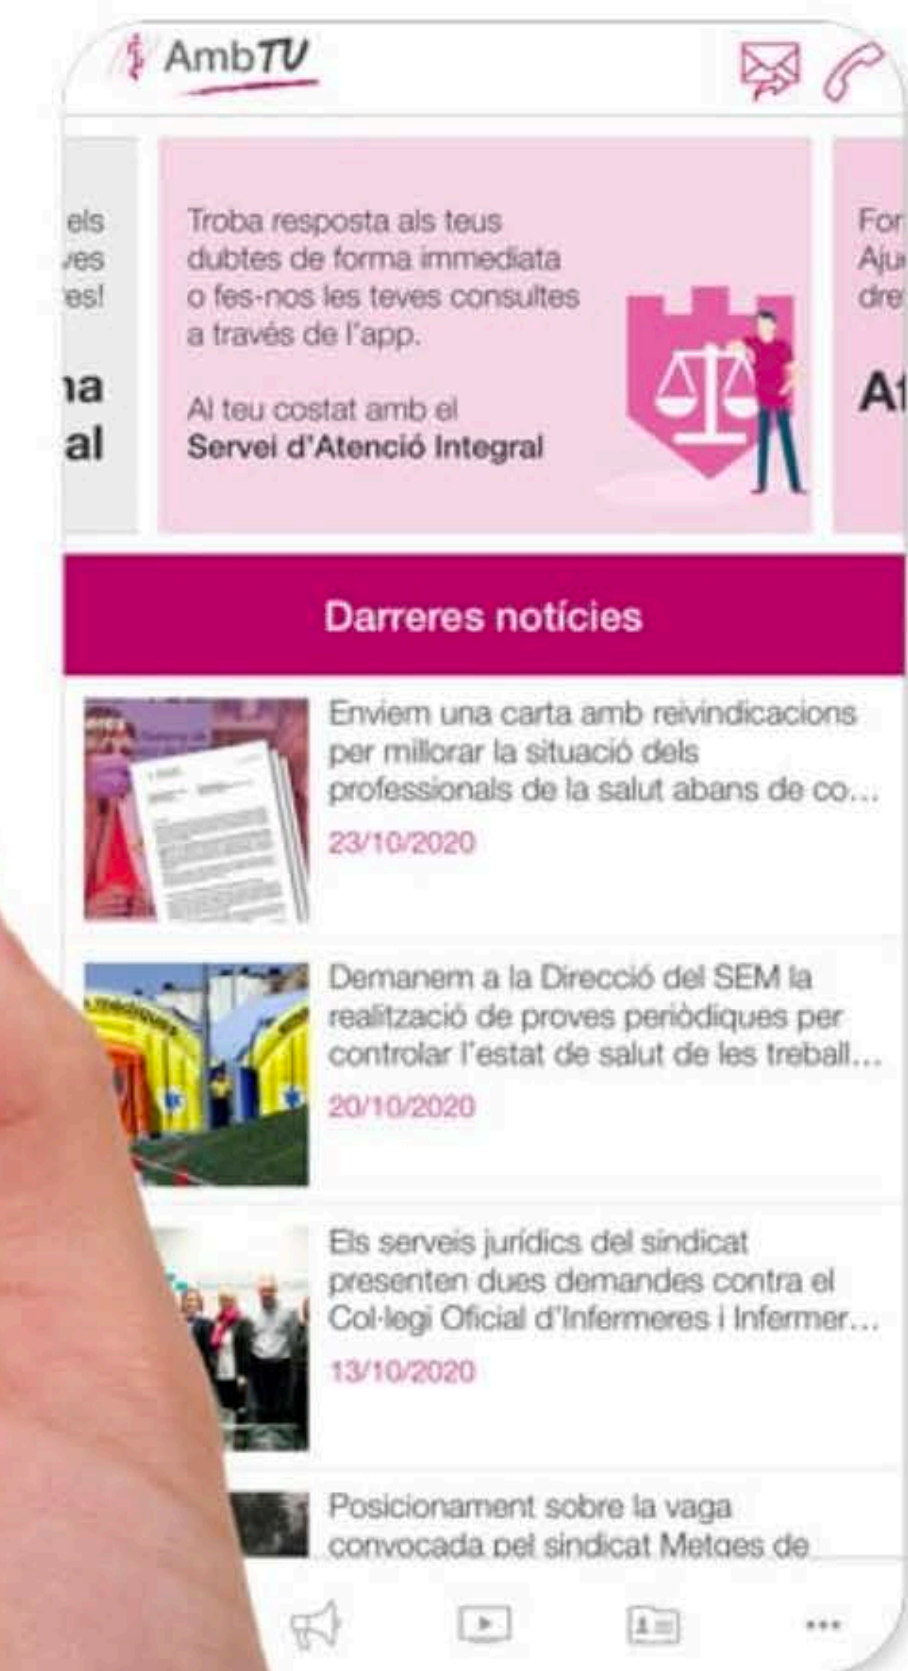 AmbTU
els
ves
es!
na
al
Troba resposta als teus
dubtes de forma immediata
o fes-nos les teves consultes
a través de l'app.
Al teu costat amb el
Servei d'Atenció Integral
For
Aju
dre
At
Darreres notícies
Enviem una carta amb reivindicacions
per millorar la situació dels
professionals de la salut abans de co...
23/10/2020
Demanem a la Direcció del SEM la
realització de proves periòdiques per
controlar l'estat de salut de les treball...
20/10/2020
Els serveis jurídics del sindicat
presenten dues demandes contra el
Col·legi Oficial d'Infermeres i Infermer...
13/10/2020
Posicionament sobre la vaga
convocada pel sindicat Metges de